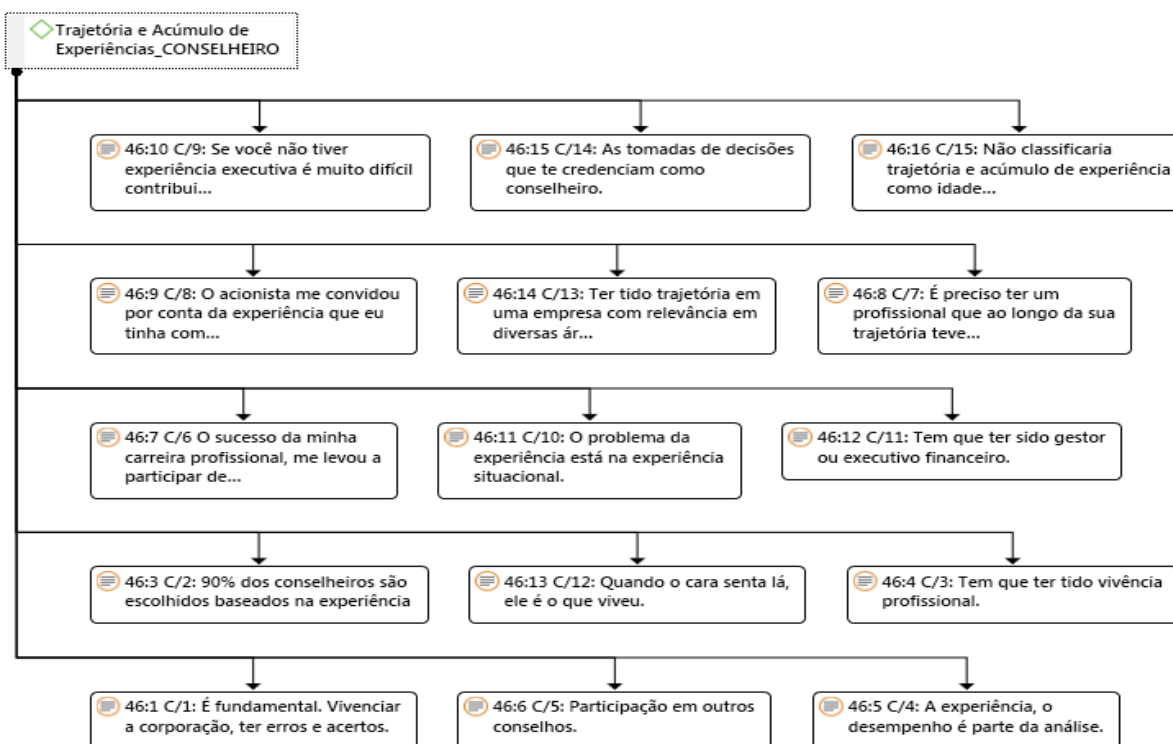 Trajetória e Acúmulo de
Experiências_CONSELHEIRO
46:10 C/9: Se você não tiver
experiência executiva é muito difícil
contribui...
46:15 C/14: As tomadas de decisões
que te credenciam como
conselheiro.
46:16 C/15: Não classificaria
trajetória e acúmulo de experiência
como idade...
46:9 C/8: O acionista me convidou
por conta da experiência que eu
tinha com...
46:14 C/13: Ter tido trajetória em
uma empresa com relevância em
diversas ár...
46:8 C/7: É preciso ter um
profissional que ao longo da sua
trajetória teve...
46:7 C/6 O sucesso da minha
carreira profissional, me levou a
participar de...
46:11 C/10: O problema da
experiência está na experiência
situacional.
46:12 C/11: Tem que ter sido gestor
ou executivo financeiro.
46:3 C/2: 90% dos conselheiros são
escolhidos baseados na experiência
46:13 C/12: Quando o cara senta lá,
ele é o que viveu.
46:4 C/3: Tem que ter tido vivência
profissional.
46:1 C/1: É fundamental. Vivenciar
a corporação, ter erros e acertos.
46:6 C/5: Participação em outros
conselhos.
46:5 C/4: A experiência, o
desempenho é parte da análise.